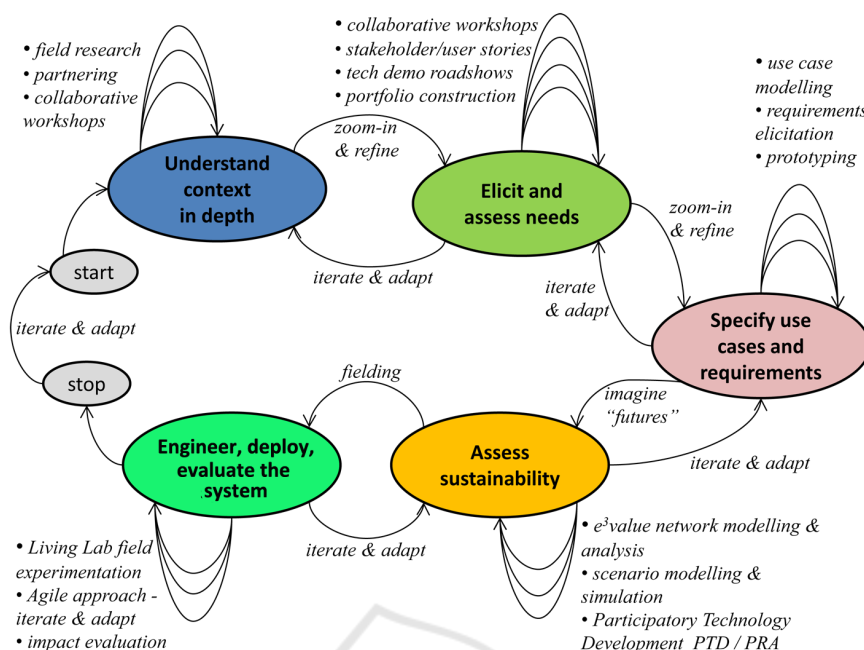 • field research
• partnering
• collaborative
workshops
• collaborative workshops
• stakeholder/user stories
• tech demo roadshows
• portfolio construction
• use case
modelling
• requirements
elicitation
• prototyping
Understand
context
in depth
zoom-in
& refine
Elicit and
assess needs
zoom-in
& refine
iterate & adapt
iterate
& adapt
start
iterate & adapt
stop
Specify use
cases and
requirements
fielding
imagine
“futures”
Engineer, deploy,
evaluate the
system
Assess
sustainability
iterate & adapt
iterate & adapt
• Living Lab field
experimentation
• Agile approach -
iterate & adapt
• impact evaluation
• e³value network modelling &
analysis
• scenario modelling &
simulation
• Participatory Technology
Development PTD / PRA